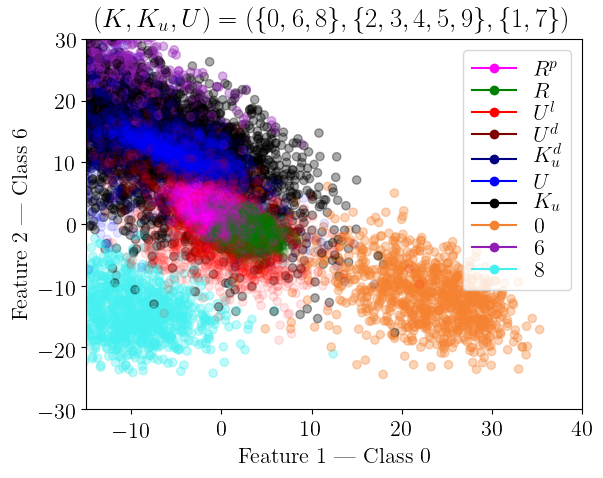 (K, K_u, U) = ({0, 6, 8}, {2, 3, 4, 5, 9}, {1, 7})
30
20
10
0
−10
−20
−30
Feature 2 — Class 6
−10
0
10
20
30
40
Feature 1 — Class 0
R^p
R
U^l
U^d
K_u^d
U
K_u
0
6
8